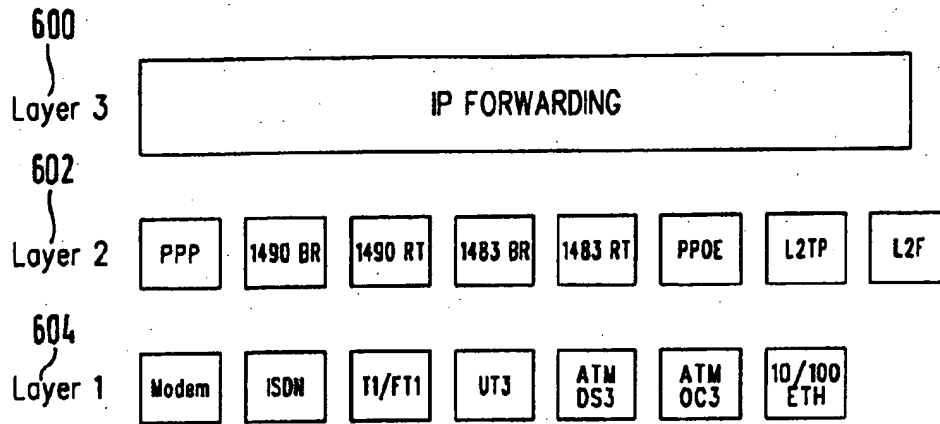 600
Layer 3
IP FORWARDING
602
Layer 2
PPP
1490 BR
1490 RT
1483 BR
1483 RT
PPOE
L2TP
L2F
604
Layer 1
Modem
ISDN
T1/FT1
UT3
ATM
DS3
ATM
OC3
10/100
ETH